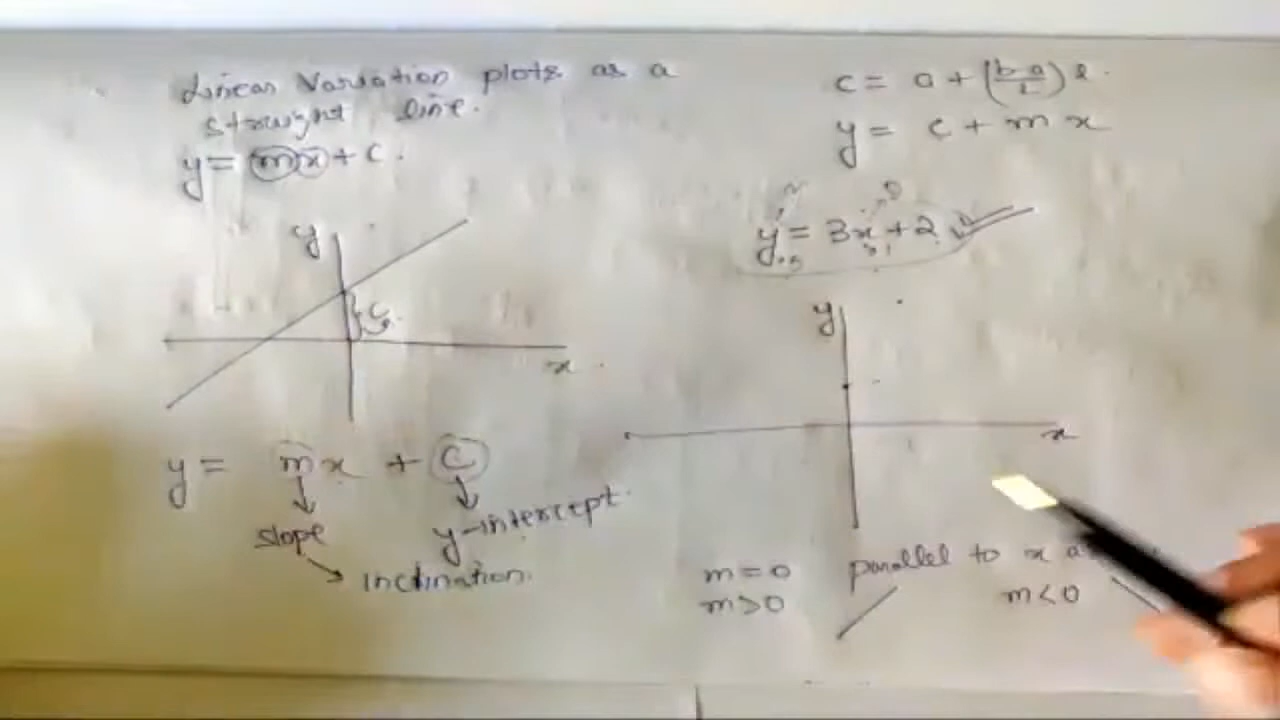 Linear Variation plots as a
straight line.
y = mx + c.
y
c
x
y = mx + c
slope
y-intercept.
inclination.
c = a + (b-a/L) l.
y = c + mx
y = 3x + 2
y
x
m = 0 parallel to x
m > 0
m < 0